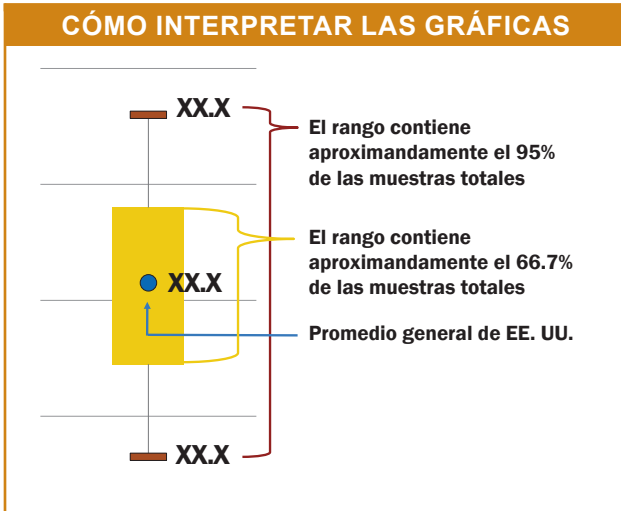 CÓMO INTERPRETAR LAS GRÁFICAS
XX.X
El rango contiene
aproximandamente el 95%
de las muestras totales
El rango contiene
aproximandamente el 66.7%
de las muestras totales
XX.X
Promedio general de EE. UU.
XX.X